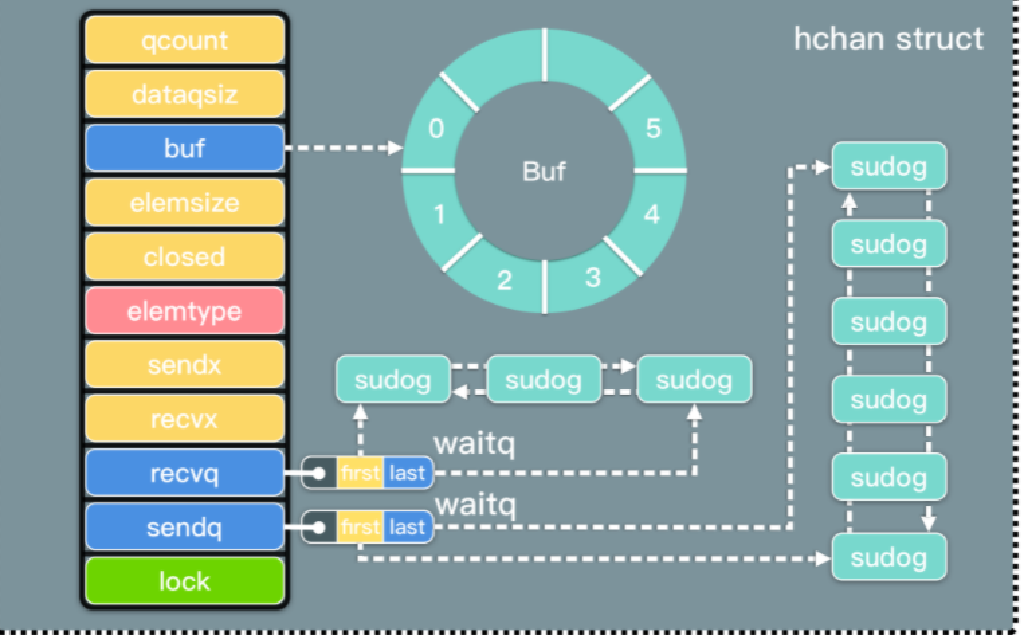 hchan struct
qcount
dataqsiz
buf
elemsize
closed
elemtype
sendx
recvx
recvq
sendq
lock
0
5
Buf
1
4
2
3
sudog sudog sudog
waitq
first last
waitq
first last
sudog
sudog
sudog
sudog
sudog
sudog